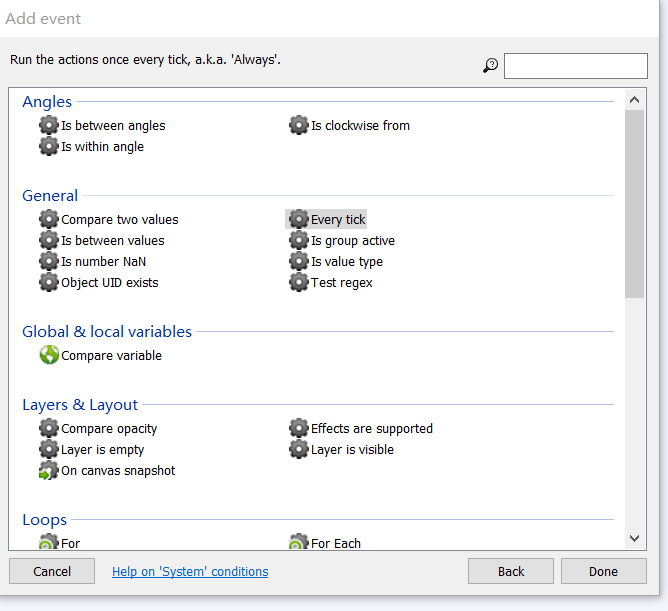 Add event
Run the actions once every tick, a.k.a. 'Always'.
Angles
Is between angles
Is clockwise from
Is within angle
General
Compare two values
Every tick
Is between values
Is group active
Is number NaN
Is value type
Object UID exists
Test regex
Global & local variables
Compare variable
Layers & Layout
Compare opacity
Effects are supported
Layer is empty
Layer is visible
On canvas snapshot
Loops
For
For Each
Cancel
Help on 'System' conditions
Back
Done